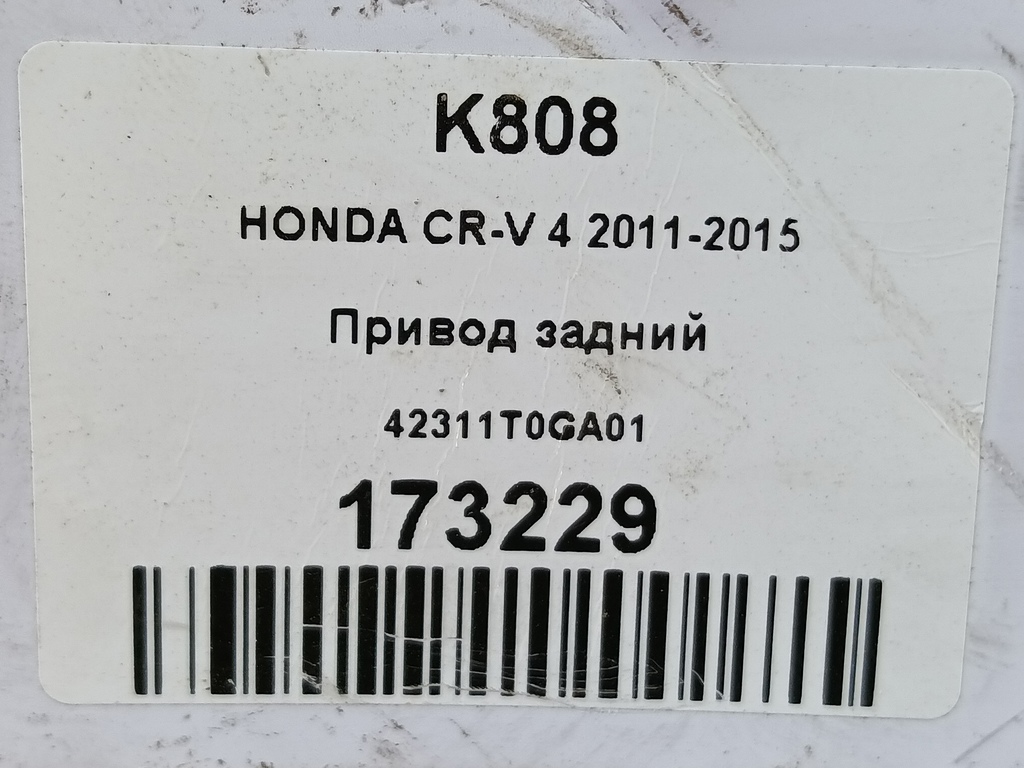 K808
HONDA CR-V 4 2011-2015
Привод задний
42311T0GA01
173229